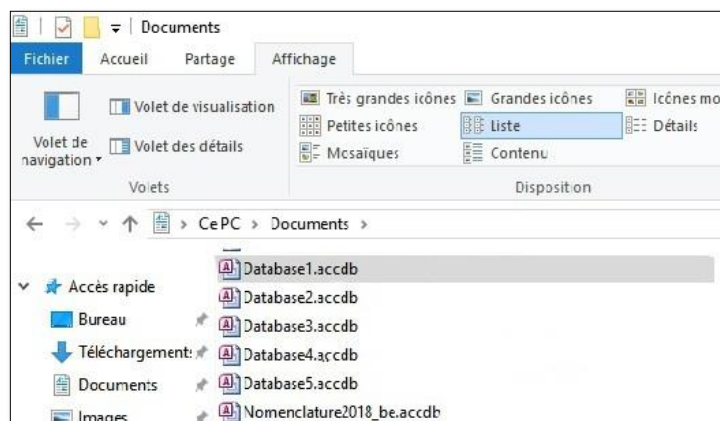 Documents
Fichier Accueil Partage Affichage
Volet de navigation
Volet de visualisation
Volet des détails
Volets
Très grandes icônes Grandes icônes Icônes mo
Petites icônes Liste Détails
Mosaïques Contenu
Disposition
Ce PC > Documents >
Accès rapide
Bureau
Téléchargement
Documents
Images
Database1.accdb
Database2.accdb
Database3.accdb
Database4.accdb
Database5.accdb
Nomenclature2018_be.accdb